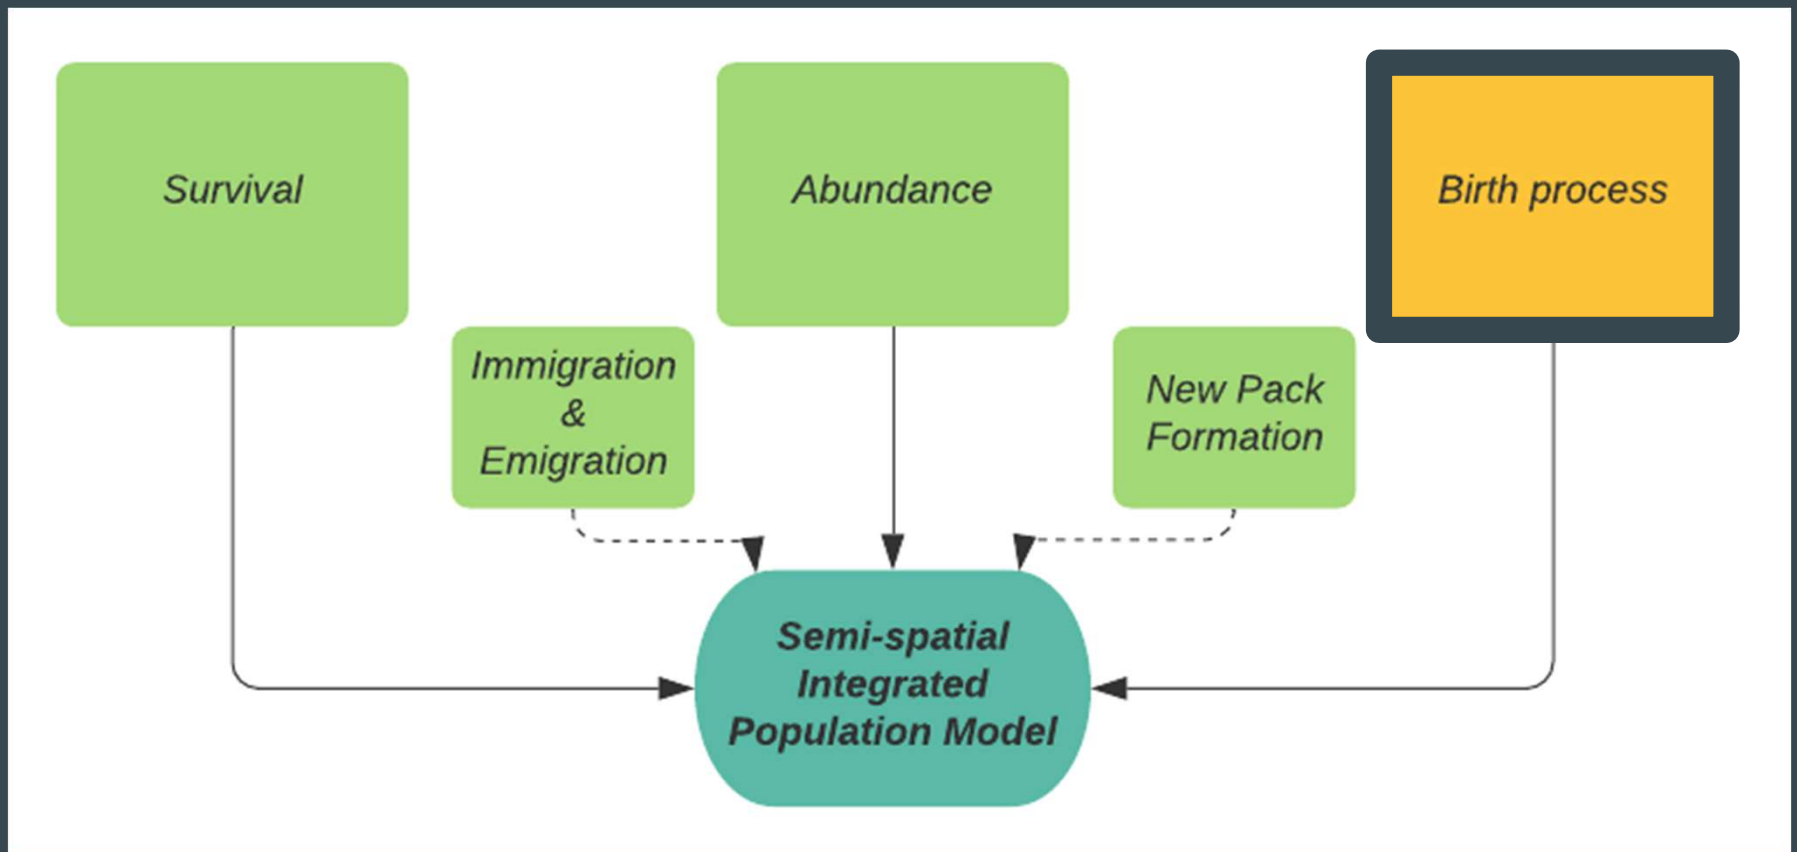 Survival
Abundance
Birth process
Immigration
&
Emigration
New Pack
Formation
Semi-spatial
Integrated
Population Model